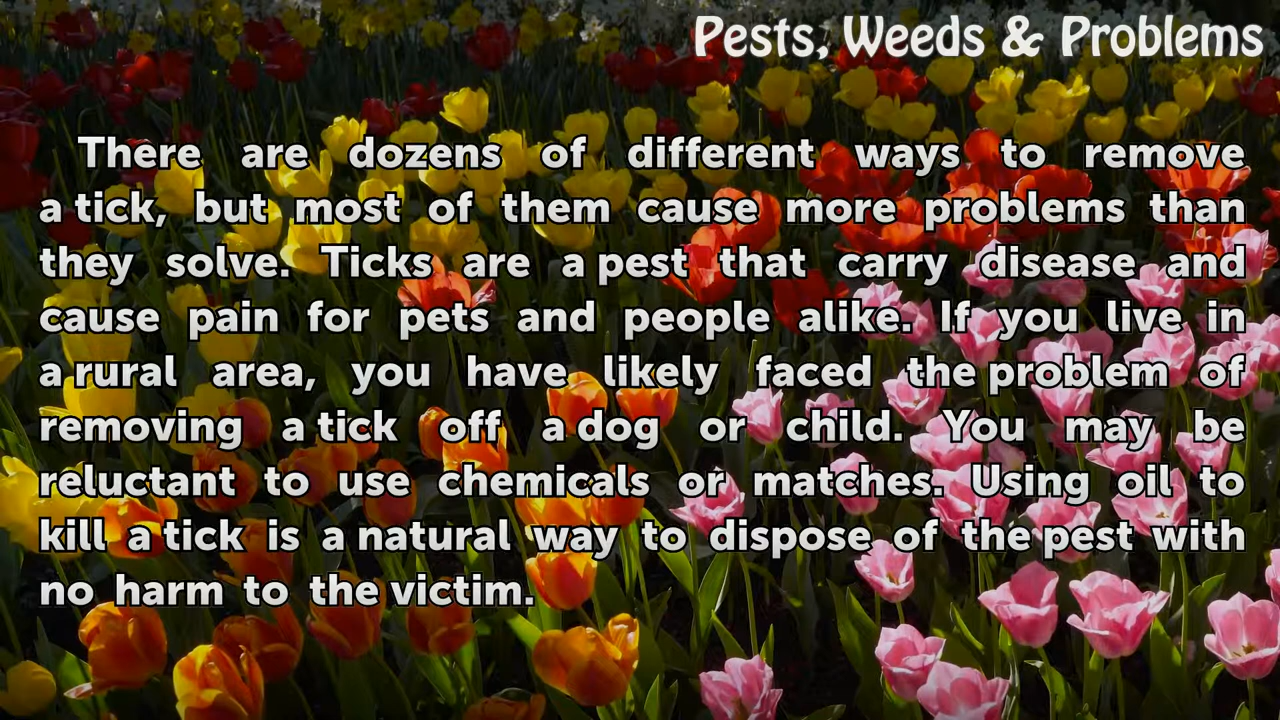 Pests, Weeds & Problems
There are dozens of different ways to remove
a tick, but most of them cause more problems than
they solve. Ticks are a pest that carry disease and
cause pain for pets and people alike. If you live in
a rural area, you have likely faced the problem of
removing a tick off a dog or child. You may be
reluctant to use chemicals or matches. Using oil to
kill a tick is a natural way to dispose of the pest with
no harm to the victim.